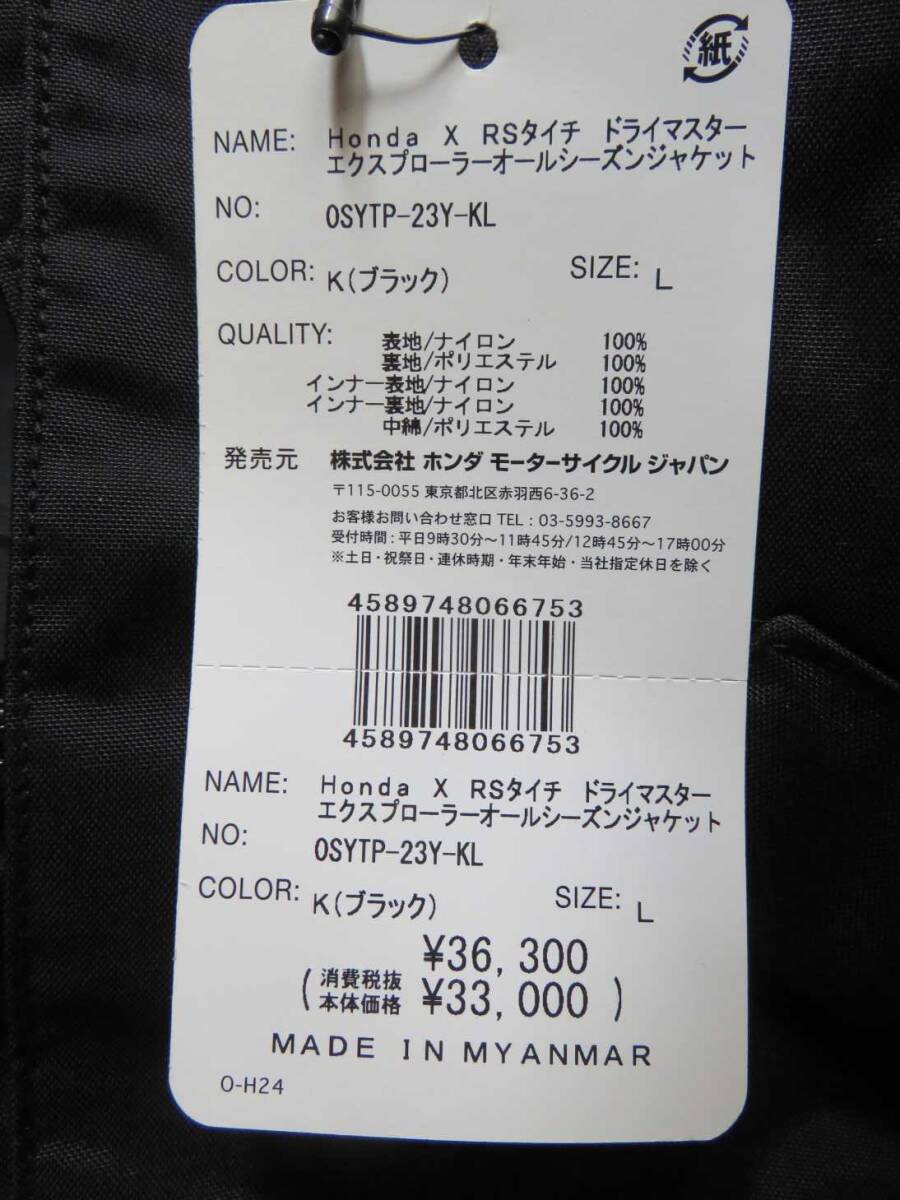 紙
NAME: Honda X RSタイチ ドライマスター
エクスプローラーオールシーズンジャケット
NO: 0SYTP-23Y-KL
COLOR: K(ブラック) SIZE: L
QUALITY: 表地/ナイロン 100%
裏地/ポリエステル 100%
インナー表地/ナイロン 100%
インナー裏地/ナイロン 100%
中綿/ポリエステル 100%
発売元 株式会社 ホンダ モーターサイクル ジャパン
〒115-0055 東京都北区赤羽西6-36-2
お客様お問い合わせ窓口 TEL : 03-5993-8667
受付時間 : 平日9時30分～11時45分/12時45分～17時00分
※土日・祝祭日・連休時期・年末年始・当社指定休日を除く
4589748066753
4589748066753
NAME: Honda X RSタイチ ドライマスター
エクスプローラーオールシーズンジャケット
NO: 0SYTP-23Y-KL
COLOR: K(ブラック) SIZE: L
¥36,300
(消費税抜本体価格 ¥33,000)
MADE IN MYANMAR
O-H24